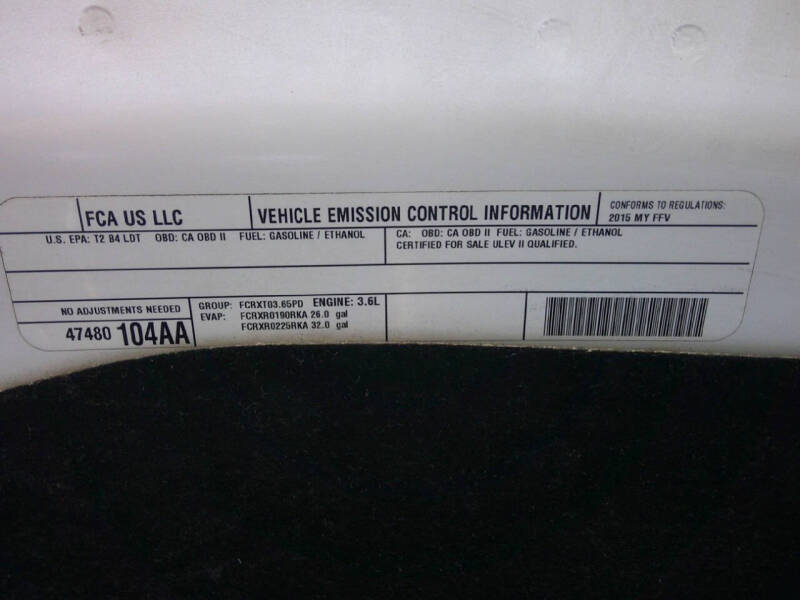 FCA US LLC
VEHICLE EMISSION CONTROL INFORMATION
CONFORMS TO REGULATIONS:
2015 MY FFV
U.S. EPA: T2 B4 LDT OBD: CA OBD II FUEL: GASOLINE / ETHANOL
CA: OBD: CA OBD II FUEL: GASOLINE / ETHANOL
CERTIFIED FOR SALE ULEV II QUALIFIED.
NO ADJUSTMENTS NEEDED
47480 104AA
GROUP: FCRXT03.65PD ENGINE: 3.6L
EVAP: FCRXR0190RKA 26.0 gal
FCRXR0225RKA 32.0 gal